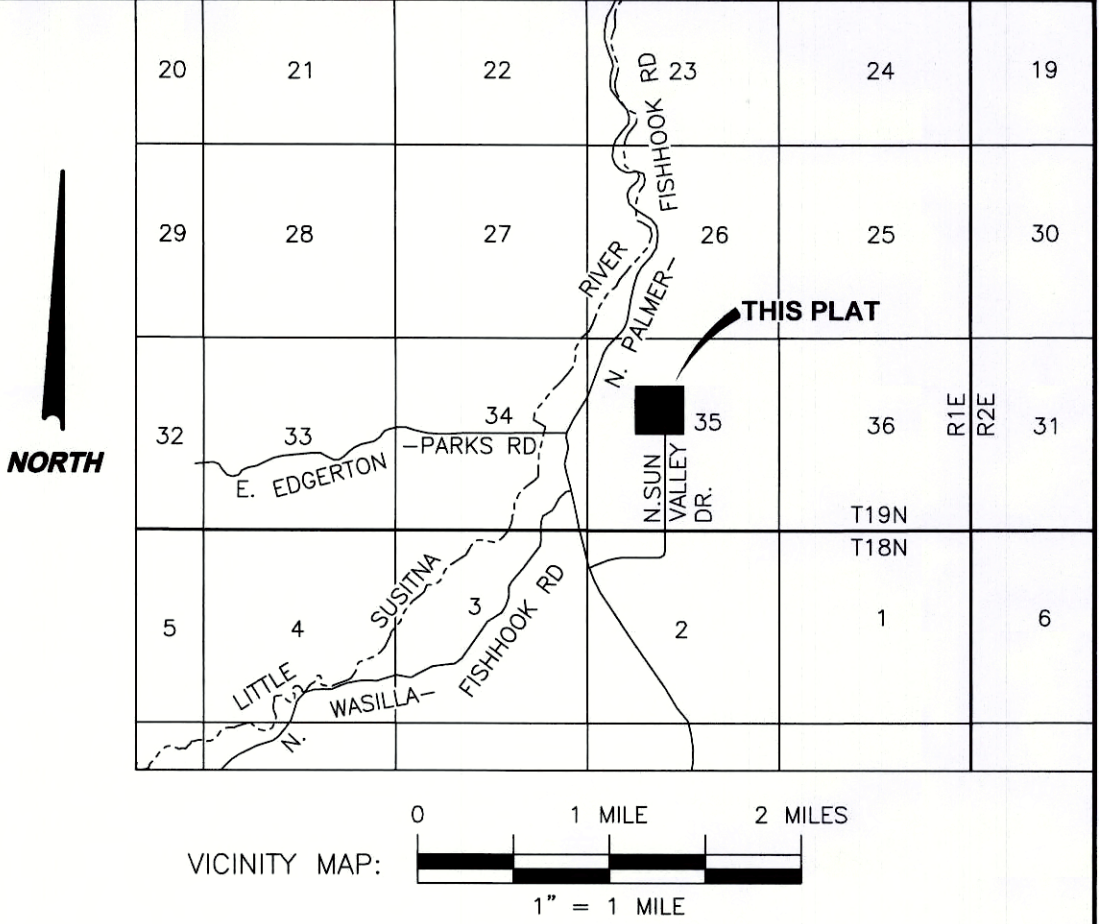 20 21 22 23 24 19
FISHHOOK RD
29 28 27 26 25 30
RIVER
N. PALMER-
THIS PLAT
NORTH
32 33 34 35 36 31
R1E
R2E
-PARKS RD
E. EDGERTON
N.SUN
VALLEY
DR.
T19N
T18N
SUSITNA
5 4 3 2 1 6
FISHHOOK RD
LITTLE
WASILLA-
N.
0 1 MILE 2 MILES
VICINITY MAP:
1" = 1 MILE